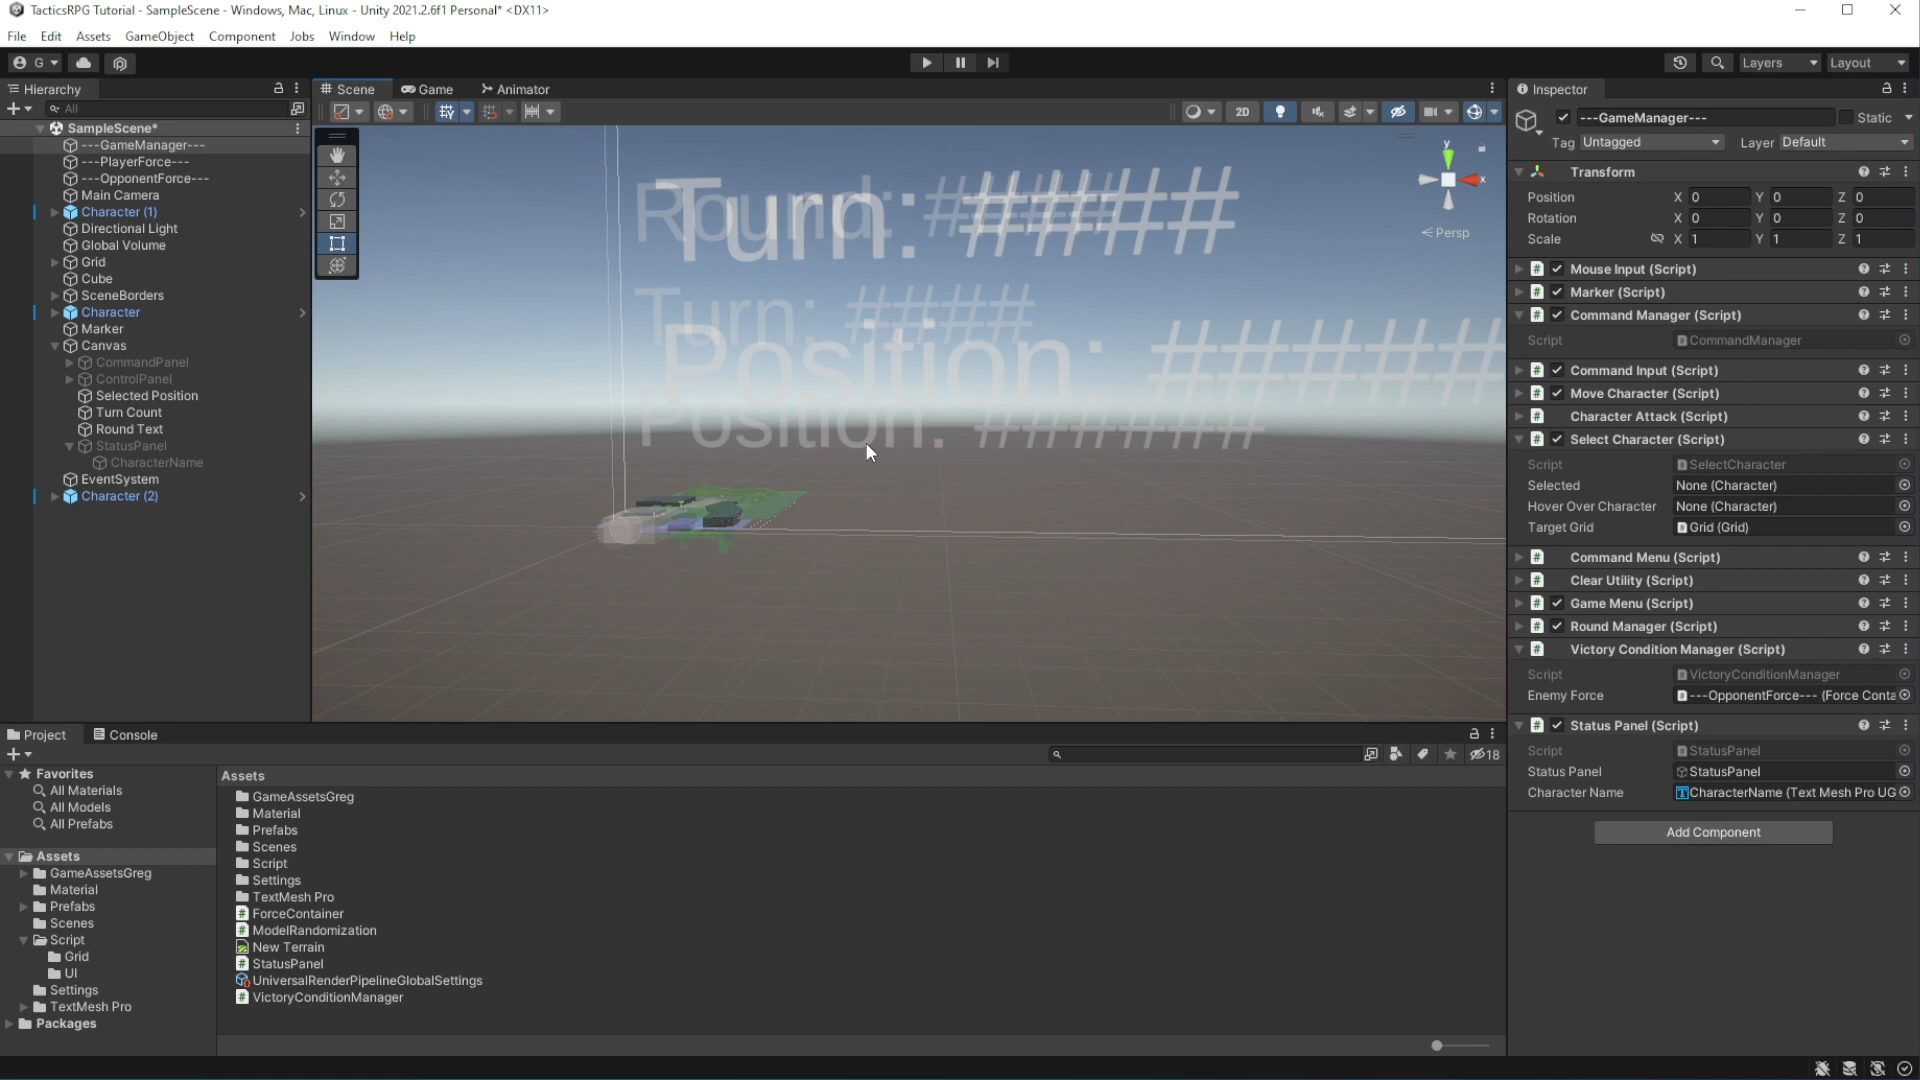 TacticsRPG Tutorial - SampleScene - Windows, Mac, Linux - Unity 2021.2.6f1 Personal* <DX11>
File Edit Assets GameObject Component Jobs Window Help
G Layers Layout
Hierarchy
All
SampleScene*
---GameManager---
---PlayerForce---
---OpponentForce---
Main Camera
Character (1)
Directional Light
Global Volume
Grid
Cube
SceneBorders
Character
Marker
Canvas
CommandPanel
ControlPanel
Selected Position
Turn Count
Round Text
StatusPanel
CharacterName
EventSystem
Character (2)
Scene Game Animator
2D
y
x
Persp
Round: ####
Turn: ####
Turn: ####
Position: ######
Position: ######
Inspector
---GameManager--- Static
Tag Untagged Layer Default
Transform
Position X 0 Y 0 Z 0
Rotation X 0 Y 0 Z 0
Scale X 1 Y 1 Z 1
Mouse Input (Script)
Marker (Script)
Command Manager (Script)
Script CommandManager
Command Input (Script)
Move Character (Script)
Character Attack (Script)
Select Character (Script)
Script SelectCharacter
Selected None (Character)
Hover Over Character None (Character)
Target Grid Grid (Grid)
Command Menu (Script)
Clear Utility (Script)
Game Menu (Script)
Round Manager (Script)
Victory Condition Manager (Script)
Script VictoryConditionManager
Enemy Force ---OpponentForce--- (Force Conta
Status Panel (Script)
Script StatusPanel
Status Panel StatusPanel
Character Name CharacterName (Text Mesh Pro UG
Add Component
Project Console
18
Favorites
All Materials
All Models
All Prefabs
Assets
GameAssetsGreg
Material
Prefabs
Scenes
Script
Grid
UI
Settings
TextMesh Pro
Packages
Assets
GameAssetsGreg
Material
Prefabs
Scenes
Script
Settings
TextMesh Pro
ForceContainer
ModelRandomization
New Terrain
StatusPanel
UniversalRenderPipelineGlobalSettings
VictoryConditionManager